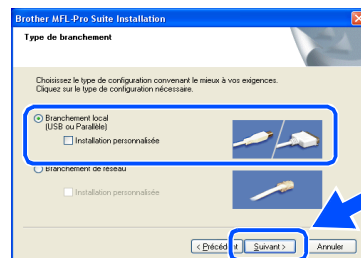 Brother MFL-Pro Suite Installation
Type de branchement
Choisissez le type de configuration convenant le mieux à vos exigences.
Cliquez sur le type de configuration nécessaire.
Branchement local
(USB ou Parallèle)
Installation personnalisée
Branchement de réseau
Installation personnalisée
< Précédent
Suivant >
Annuler